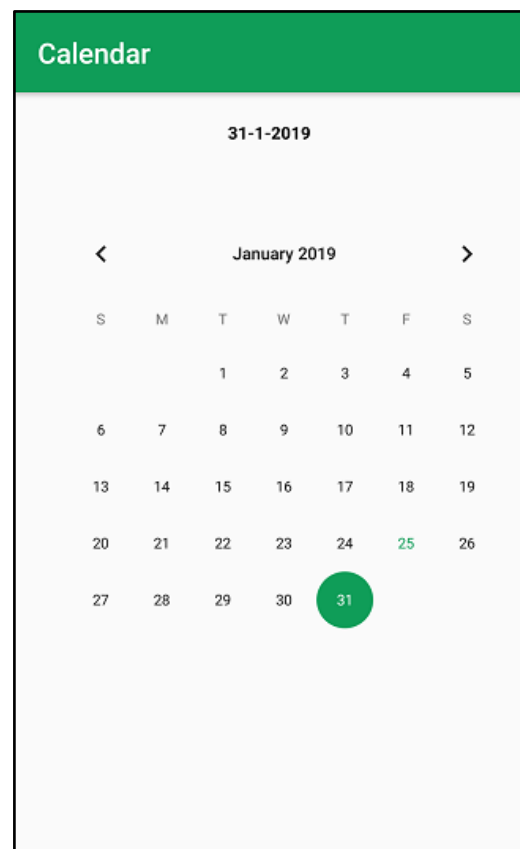 Calendar
31-1-2019
January 2019
S M T W T F S
1 2 3 4 5
6 7 8 9 10 11 12
13 14 15 16 17 18 19
20 21 22 23 24 25 26
27 28 29 30 31